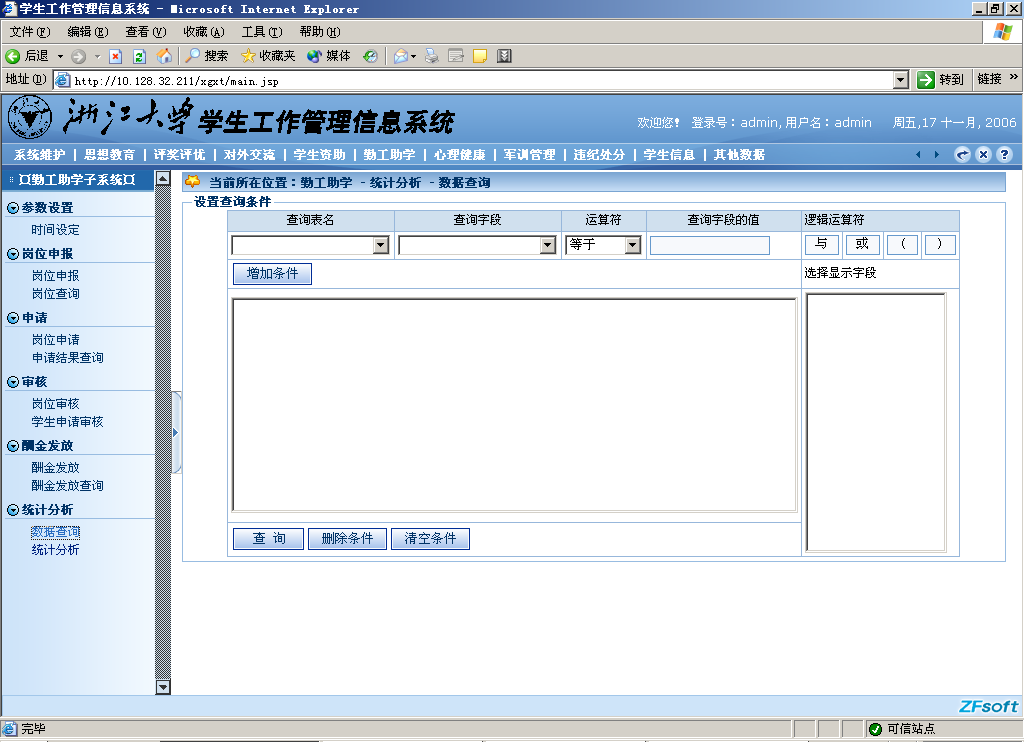 学生工作管理信息系统 - Microsoft Internet Explorer
文件(F) 编辑(E) 查看(V) 收藏(A) 工具(T) 帮助(H)
后退 搜索 收藏夹 媒体
地址(D) http://10.128.32.211/xgxt/main.jsp 转到 链接 »
浙江大学 学生工作管理信息系统
欢迎您! 登录号:admin,用户名:admin 周五,17 十一月, 2006
系统维护 | 思想教育 | 评奖评优 | 对外交流 | 学生资助 | 勤工助学 | 心理健康 | 军训管理 | 违纪处分 | 学生信息 | 其他数据
¤勤工助学子系统¤
参数设置
时间设定
岗位申报
岗位申报
岗位查询
申请
岗位申请
申请结果查询
审核
岗位审核
学生申请审核
酬金发放
酬金发放
酬金发放查询
统计分析
数据查询
统计分析
当前所在位置:勤工助学 - 统计分析 - 数据查询
设置查询条件
查询表名 查询字段 运算符 查询字段的值 逻辑运算符
等于 与 或 ( )
增加条件 选择显示字段
查 询 删除条件 清空条件
ZFsoft
完毕 可信站点